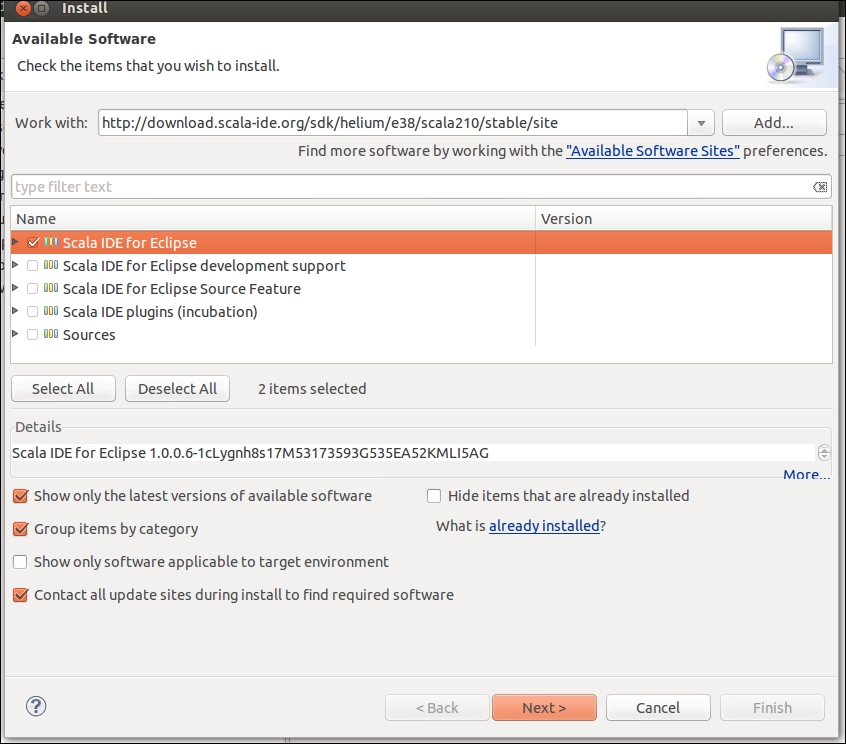 Install
Available Software
Check the items that you wish to install.
Work with: http://download.scala-ide.org/sdk/helium/e38/scala210/stable/site Add...
Find more software by working with the "Available Software Sites" preferences.
type filter text
Name Version
Scala IDE for Eclipse
Scala IDE for Eclipse development support
Scala IDE for Eclipse Source Feature
Scala IDE plugins (incubation)
Sources
Select All Deselect All 2 items selected
Details
Scala IDE for Eclipse 1.0.0.6-1cLygnh8s17M53173593G535EA52KMLI5AG
More...
Show only the latest versions of available software Hide items that are already installed
Group items by category What is already installed?
Show only software applicable to target environment
Contact all update sites during install to find required software
? < Back Next > Cancel Finish